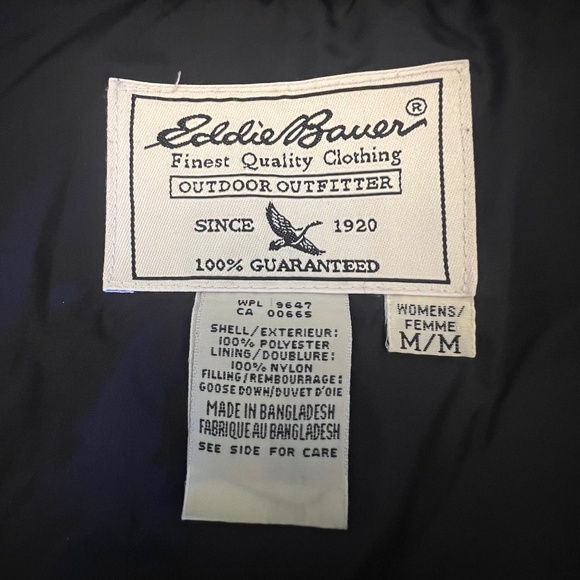 Eddie Bauer®
Finest Quality Clothing
OUTDOOR OUTFITTER
SINCE 1920
100% GUARANTEED
WPL 9647
CA 00665
SHELL/EXTERIEUR:
100% POLYESTER
LINING/DOUBLURE:
100% NYLON
FILLING/REMBOURRAGE:
GOOSE DOWN/DUVET D'OIE
MADE IN BANGLADESH
FABRIQUE AU BANGLADESH
SEE SIDE FOR CARE
WOMENS/
FEMME
M/M